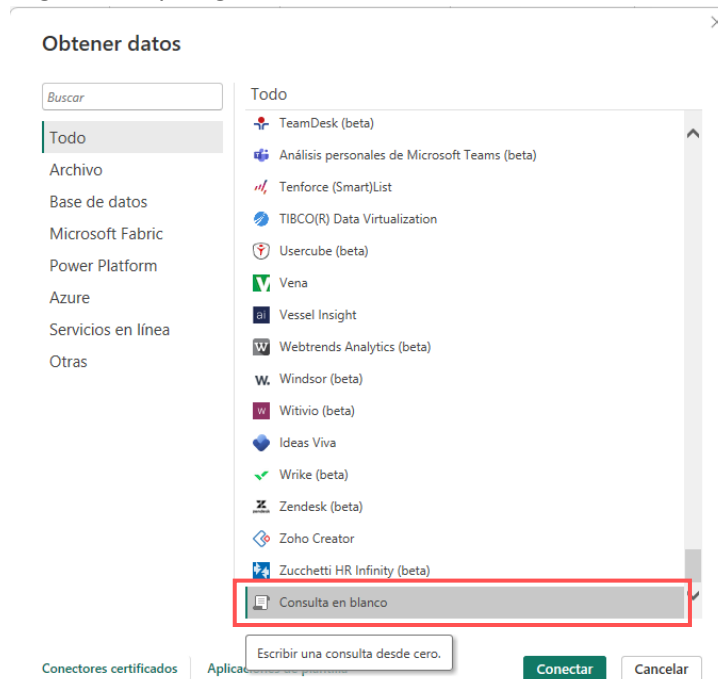 Obtener datos
Buscar
Todo
Archivo
Base de datos
Microsoft Fabric
Power Platform
Azure
Servicios en línea
Otras
Todo
TeamDesk (beta)
Análisis personales de Microsoft Teams (beta)
Tenforce (Smart)List
TIBCO(R) Data Virtualization
Usercube (beta)
Vena
Vessel Insight
Webtrends Analytics (beta)
Windsor (beta)
Witivio (beta)
Ideas Viva
Wrike (beta)
Zendesk (beta)
Zoho Creator
Zucchetti HR Infinity (beta)
Consulta en blanco
Escribir una consulta desde cero.
Conectores certificados
Conectar
Cancelar